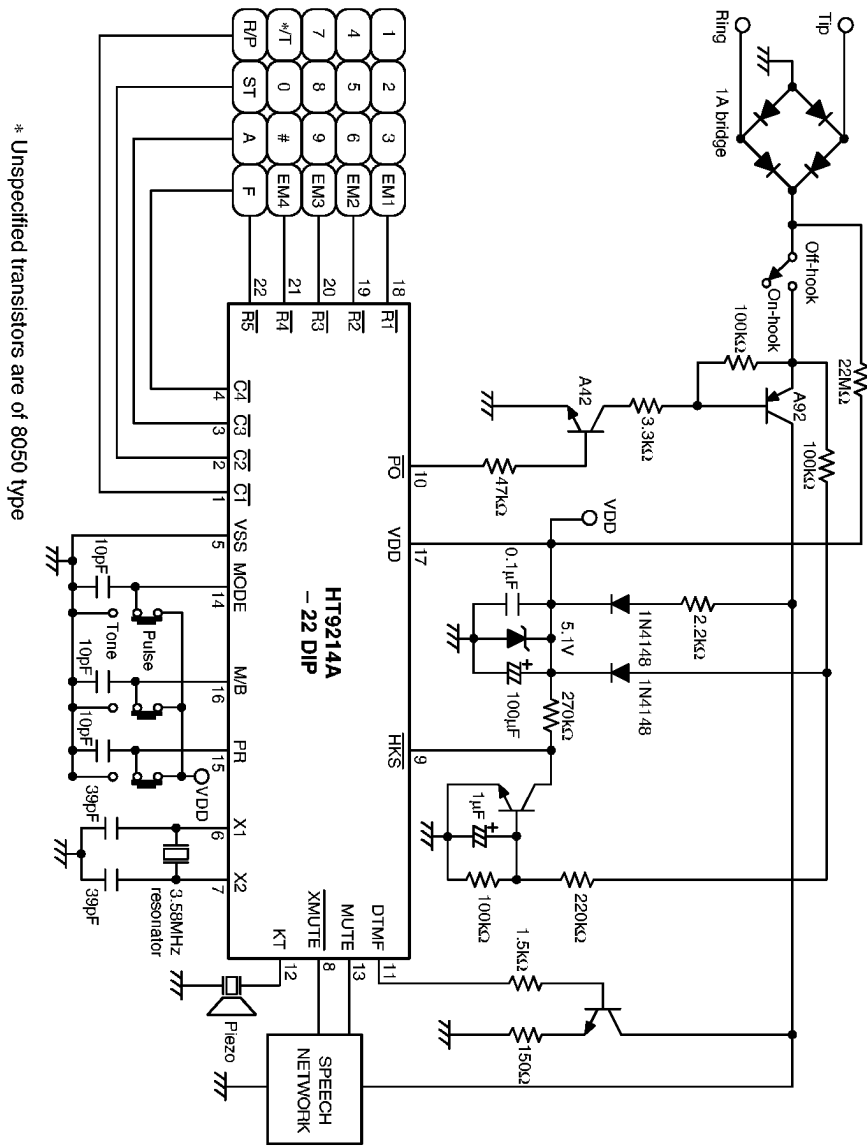 Tip
Ring
1A bridge
Off-hook
On-hook
22MΩ
100kΩ
A92
100kΩ
3.3kΩ
A42
47kΩ
VDD
2.2kΩ
1N4148
1N4148
5.1V
0.1µF
+
100µF
270kΩ
+
1µF
100kΩ
220kΩ
1.5kΩ
150Ω
1 2 3 EM1
4 5 6 EM2
7 8 9 EM3
*/T 0 # EM4
R/P ST A F
18 R1
19 R2
20 R3
21 R4
22 R5
4 C4
3 C3
2 C2
1 C1
10 PO
17 VDD
9 HKS
11 DTMF
13 MUTE
8 XMUTE
12 KT
5 VSS
14 MODE
16 M/B
15 PR
6 X1
7 X2
HT9214A
– 22 DIP
10pF
Tone
Pulse
10pF
10pF
VDD
39pF
39pF
3.58MHz
resonator
Piezo
SPEECH
NETWORK
* Unspecified transistors are of 8050 type